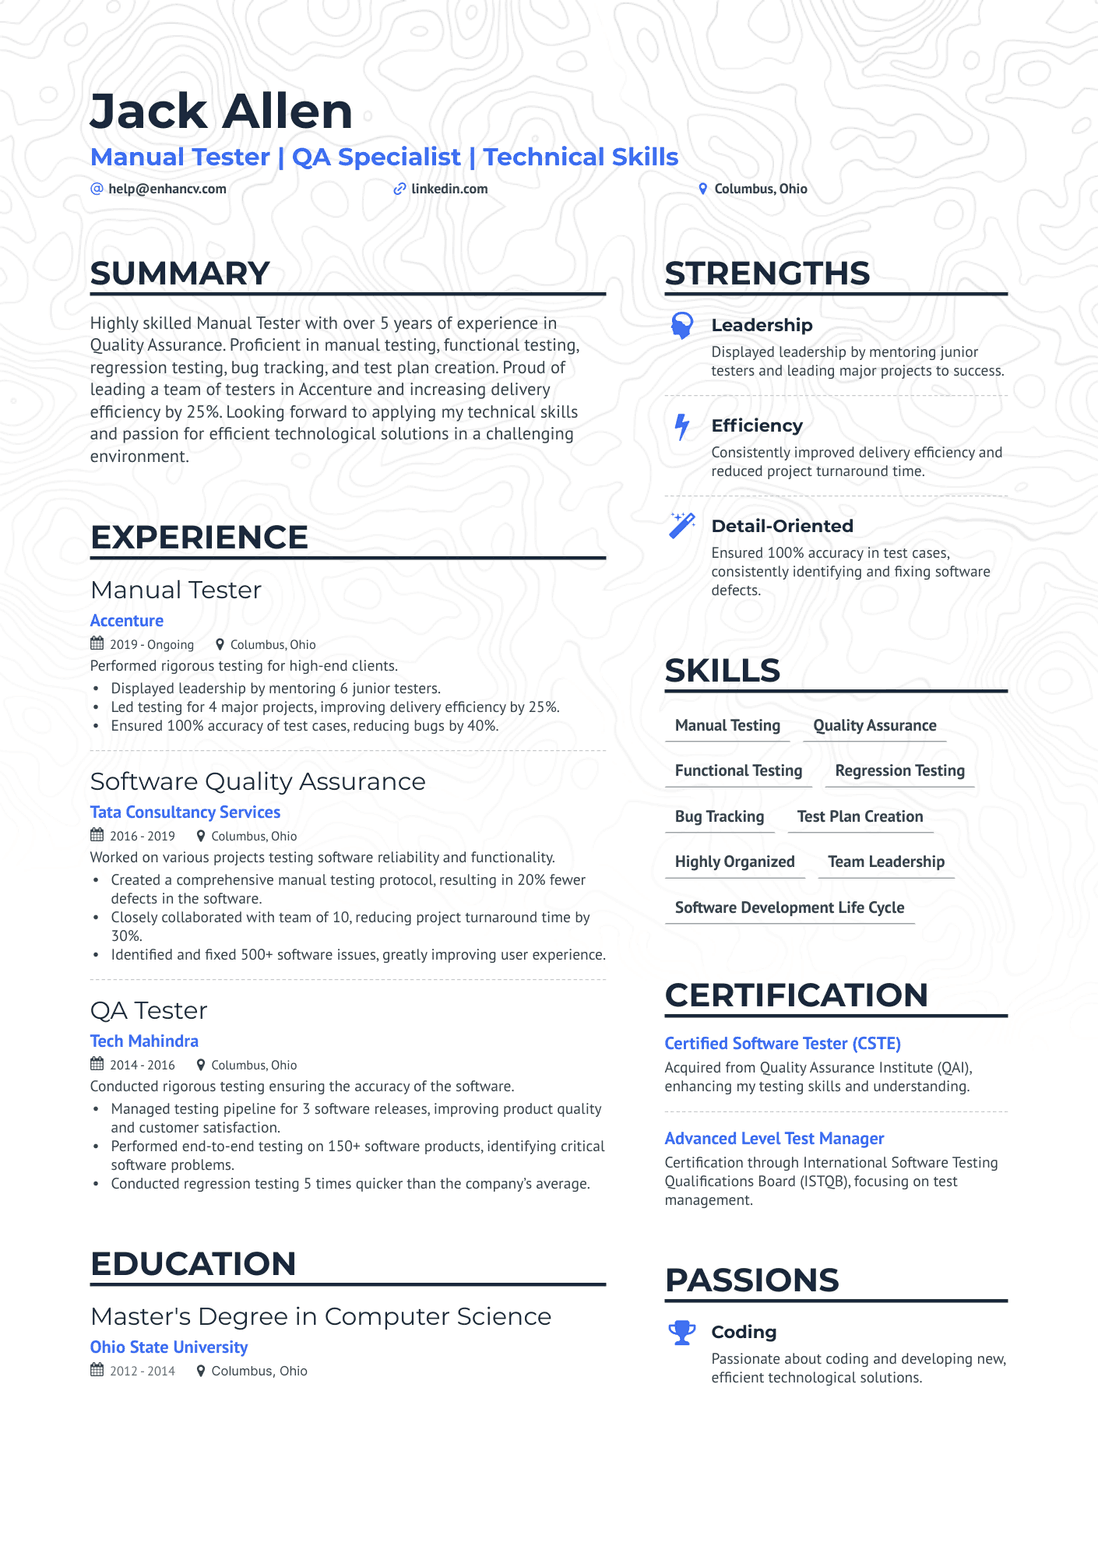 Jack Allen
Manual Tester | QA Specialist | Technical Skills
@ help@enhancv.com
linkedin.com
Columbus, Ohio
SUMMARY
Highly skilled Manual Tester with over 5 years of experience in
Quality Assurance. Proficient in manual testing, functional testing,
regression testing, bug tracking, and test plan creation. Proud of
leading a team of testers in Accenture and increasing delivery
efficiency by 25%. Looking forward to applying my technical skills
and passion for efficient technological solutions in a challenging
environment.
EXPERIENCE
Manual Tester
Accenture
2019 - Ongoing Columbus, Ohio
Performed rigorous testing for high-end clients.
• Displayed leadership by mentoring 6 junior testers.
• Led testing for 4 major projects, improving delivery efficiency by 25%.
• Ensured 100% accuracy of test cases, reducing bugs by 40%.
Software Quality Assurance
Tata Consultancy Services
2016 - 2019 Columbus, Ohio
Worked on various projects testing software reliability and functionality.
• Created a comprehensive manual testing protocol, resulting in 20% fewer
defects in the software.
• Closely collaborated with team of 10, reducing project turnaround time by
30%.
• Identified and fixed 500+ software issues, greatly improving user experience.
QA Tester
Tech Mahindra
2014 - 2016 Columbus, Ohio
Conducted rigorous testing ensuring the accuracy of the software.
• Managed testing pipeline for 3 software releases, improving product quality
and customer satisfaction.
• Performed end-to-end testing on 150+ software products, identifying critical
software problems.
• Conducted regression testing 5 times quicker than the company's average.
EDUCATION
Master's Degree in Computer Science
Ohio State University
2012 - 2014 Columbus, Ohio
STRENGTHS
Leadership
Displayed leadership by mentoring junior
testers and leading major projects to success.
Efficiency
Consistently improved delivery efficiency and
reduced project turnaround time.
Detail-Oriented
Ensured 100% accuracy in test cases,
consistently identifying and fixing software
defects.
SKILLS
Manual Testing Quality Assurance
Functional Testing Regression Testing
Bug Tracking Test Plan Creation
Highly Organized Team Leadership
Software Development Life Cycle
CERTIFICATION
Certified Software Tester (CSTE)
Acquired from Quality Assurance Institute (QAI),
enhancing my testing skills and understanding.
Advanced Level Test Manager
Certification through International Software Testing
Qualifications Board (ISTQB), focusing on test
management.
PASSIONS
Coding
Passionate about coding and developing new,
efficient technological solutions.